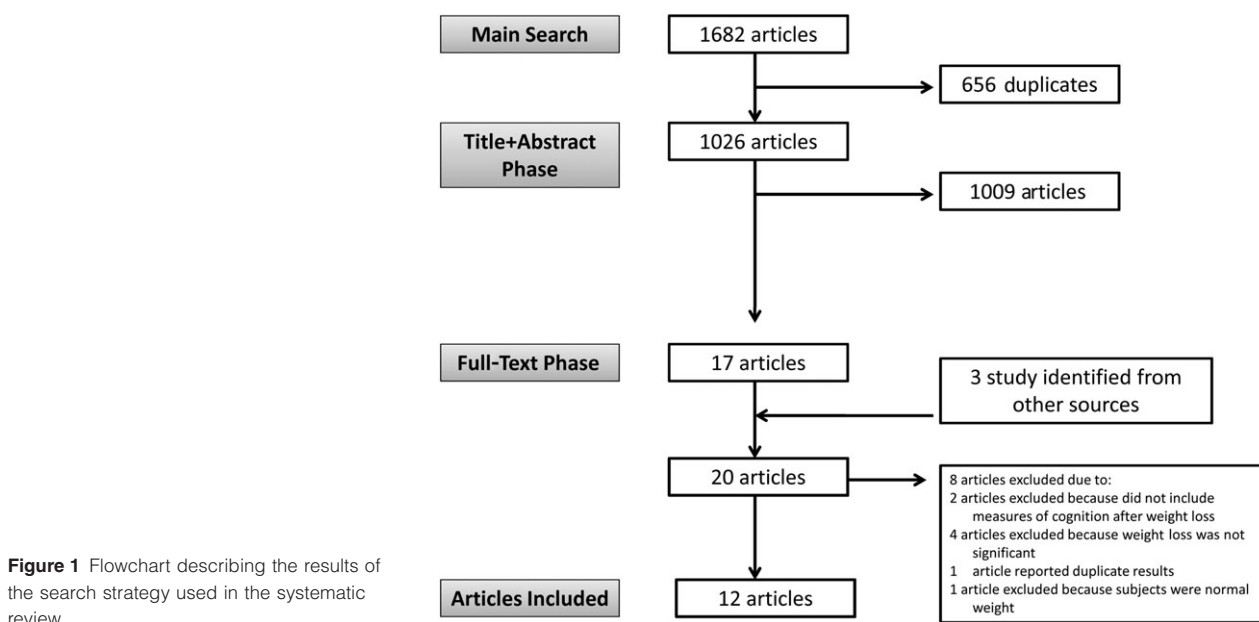 Main Search
1682 articles
656 duplicates
Title+Abstract
Phase
1026 articles
1009 articles
Full-Text Phase
17 articles
3 study identified from
other sources
20 articles
8 articles excluded due to:
2 articles excluded because did not include
measures of cognition after weight loss
4 articles excluded because weight loss was not
significant
1 article reported duplicate results
1 article excluded because subjects were normal
weight
Articles Included
12 articles
Figure 1 Flowchart describing the results of
the search strategy used in the systematic
review